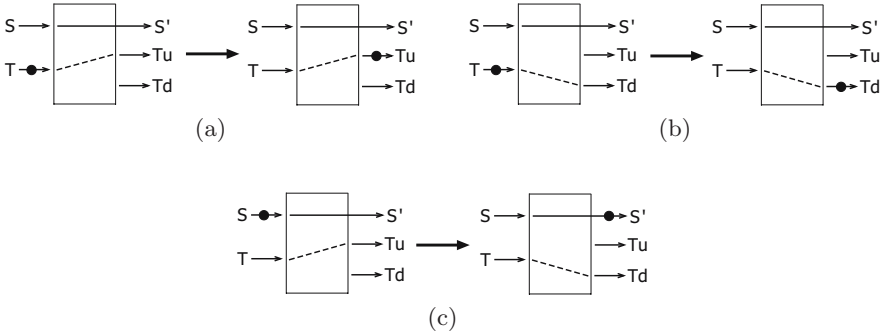 S S' S S' S S' S S'
Tu Tu Tu Tu
T T T T
Td Td Td Td
(a) (b)
S S' S S'
Tu Tu
T T
Td Td
(c)